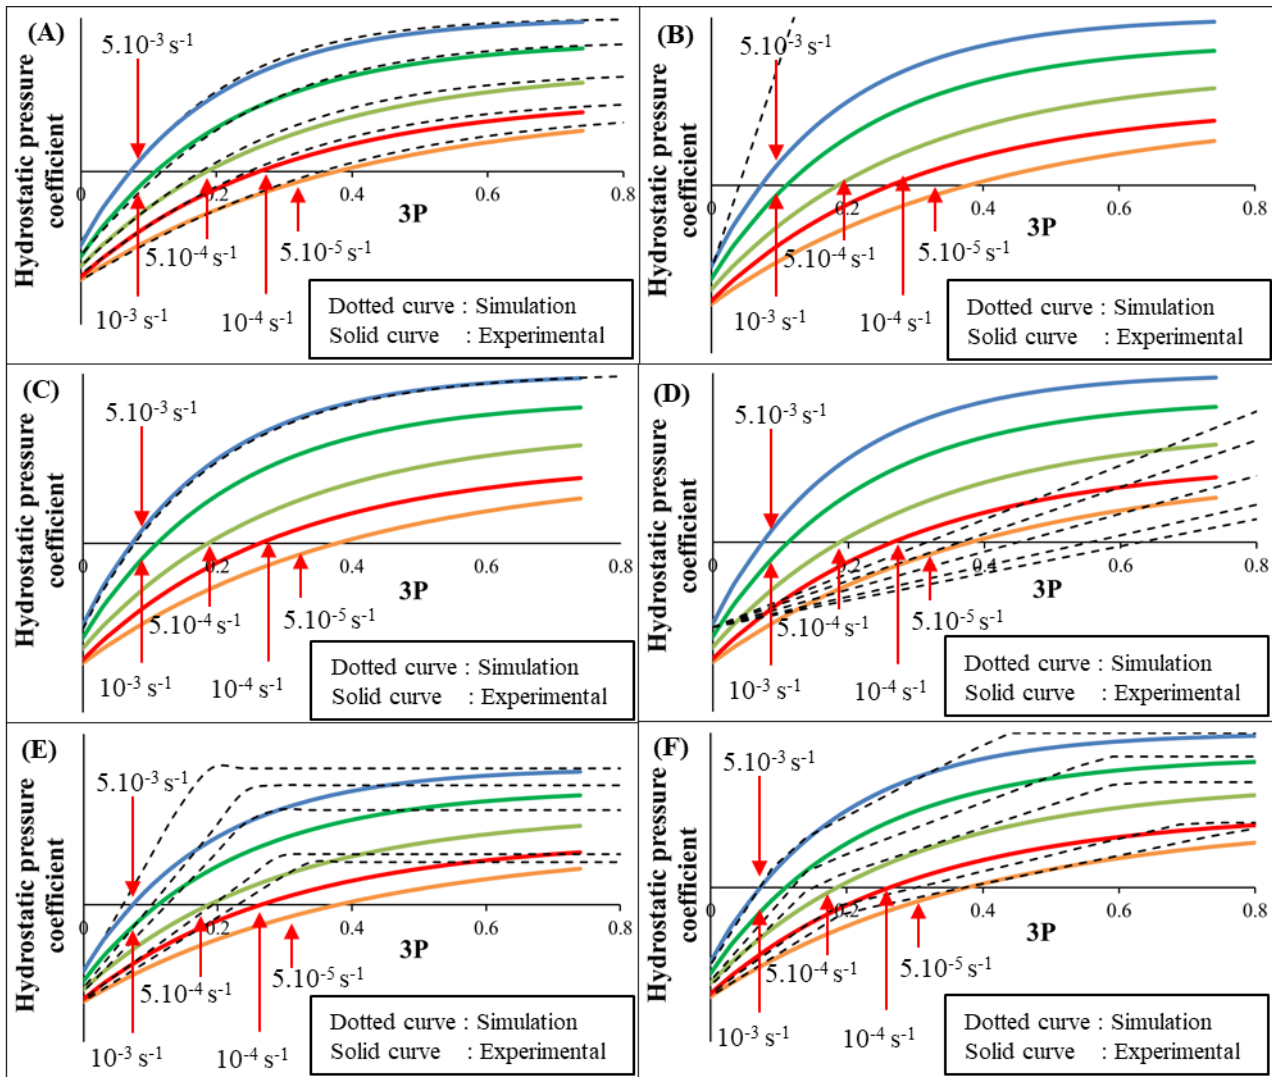 (A)
Hydrostatic pressure
coefficient
5.10-3 s-1
0
0.2
0.4
0.6
0.8
3P
5.10-4 s-1
5.10-5 s-1
10-3 s-1
10-4 s-1
Dotted curve : Simulation
Solid curve : Experimental
(B)
Hydrostatic pressure
coefficient
5.10-3 s-1
0
0.2
0.4
0.6
0.8
3P
5.10-4 s-1
5.10-5 s-1
10-3 s-1
10-4 s-1
Dotted curve : Simulation
Solid curve : Experimental
(C)
Hydrostatic pressure
coefficient
5.10-3 s-1
0
0.2
0.4
0.6
0.8
3P
5.10-4 s-1
5.10-5 s-1
10-3 s-1
10-4 s-1
Dotted curve : Simulation
Solid curve : Experimental
(D)
Hydrostatic pressure
coefficient
5.10-3 s-1
0
0.2
0.4
0.6
0.8
3P
5.10-4 s-1
5.10-5 s-1
10-3 s-1
10-4 s-1
Dotted curve : Simulation
Solid curve : Experimental
(E)
Hydrostatic pressure
coefficient
5.10-3 s-1
0
0.2
0.4
0.6
0.8
3P
5.10-4 s-1
5.10-5 s-1
10-3 s-1
10-4 s-1
Dotted curve : Simulation
Solid curve : Experimental
(F)
Hydrostatic pressure
coefficient
5.10-3 s-1
0
0.2
0.4
0.6
0.8
3P
5.10-4 s-1
5.10-5 s-1
10-3 s-1
10-4 s-1
Dotted curve : Simulation
Solid curve : Experimental